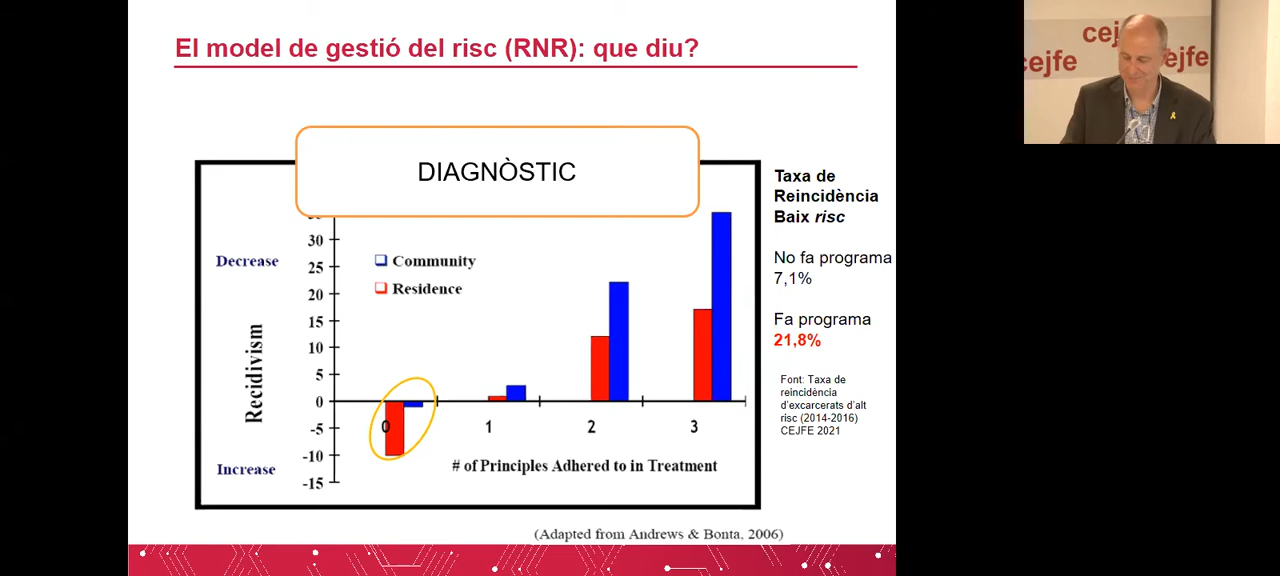 El model de gestió del risc (RNR): que diu?
DIAGNÒSTIC
30
25
20
15
10
5
0
-5
-10
-15
Decrease
Recidivism
Increase
Community
Residence
0
1
2
3
# of Principles Adhered to in Treatment
(Adapted from Andrews & Bonta, 2006)
Taxa de
Reincidència
Baix risc
No fa programa
7,1%
Fa programa
21,8%
Font: Taxa de
reincidència
d'excarcerats d'alt
risc (2014-2016)
CEJFE 2021
cejfe
cejfe